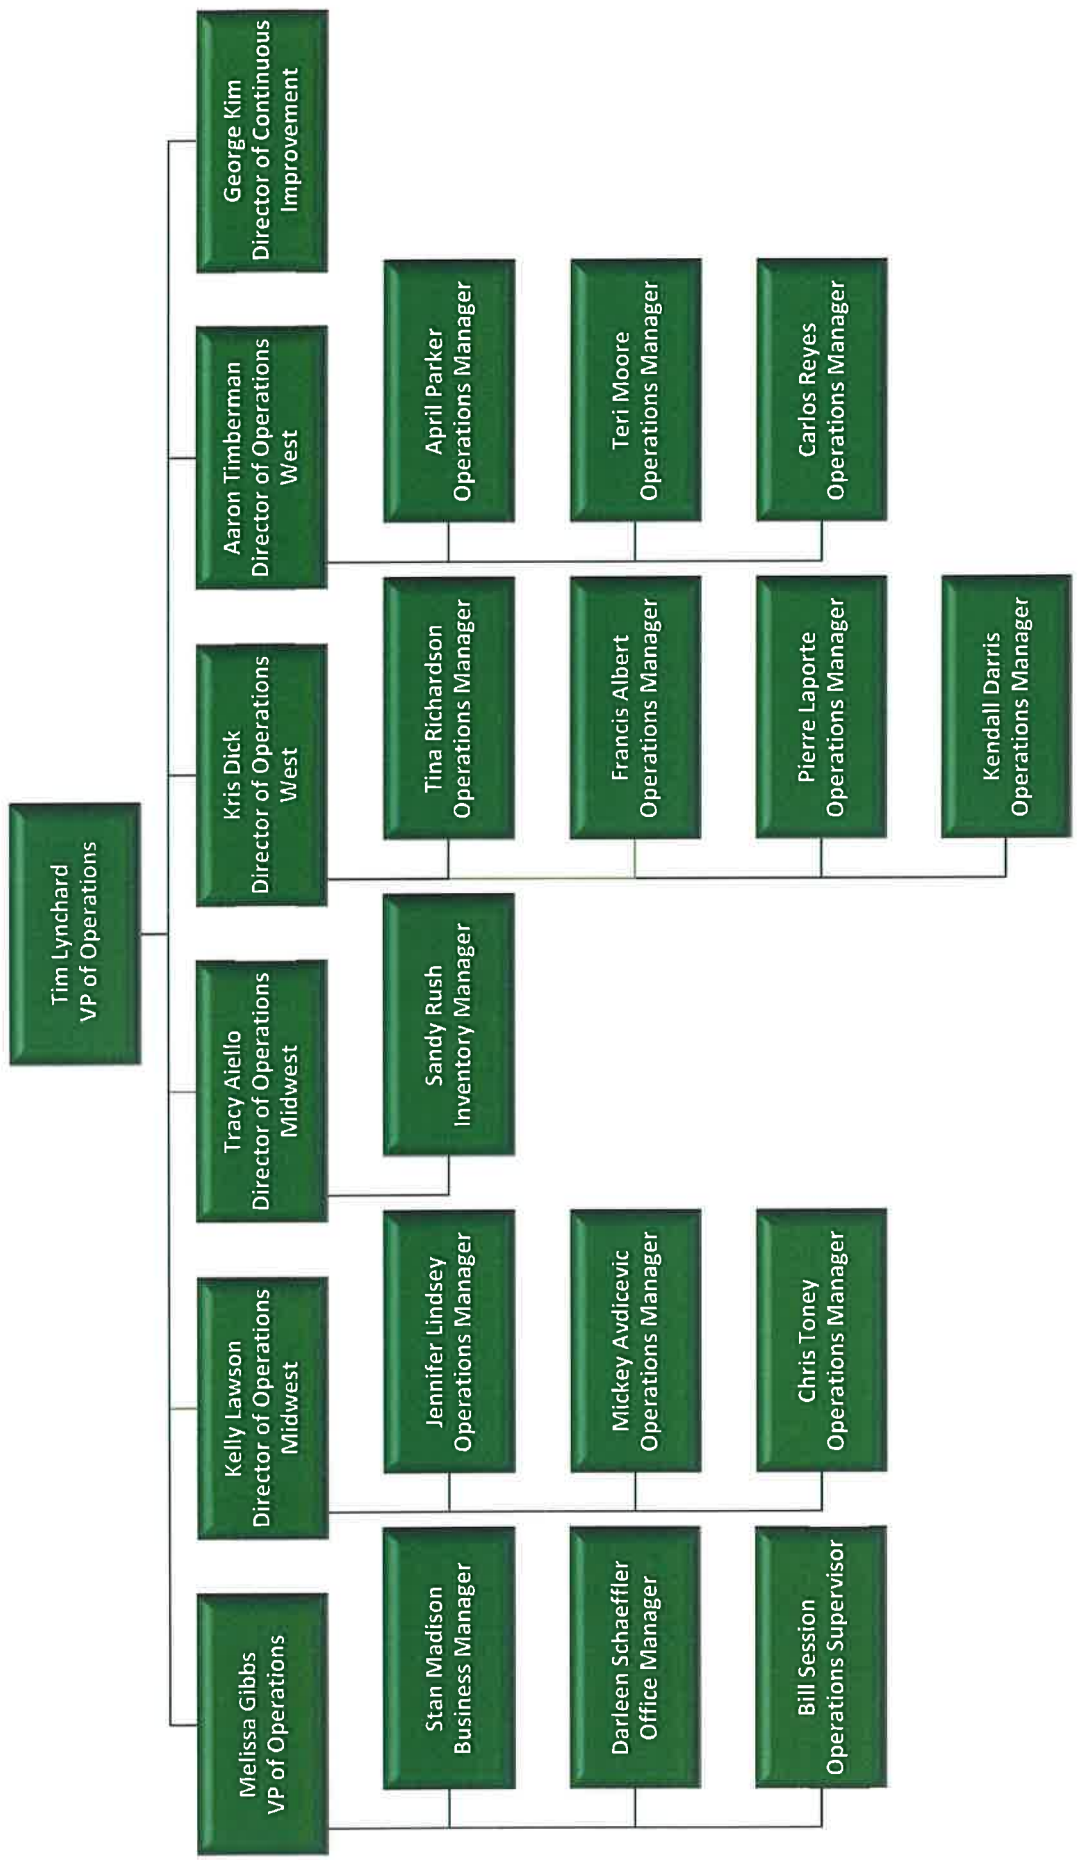 Tim Lynchard
VP of Operations
Melissa Gibbs
VP of Operations
Stan Madison
Business Manager
Darleen Schaeffler
Office Manager
Bill Session
Operations Supervisor
Kelly Lawson
Director of Operations
Midwest
Jennifer Lindsey
Operations Manager
Mickey Avdicevic
Operations Manager
Chris Toney
Operations Manager
Tracy Aiello
Director of Operations
Midwest
Sandy Rush
Inventory Manager
Kris Dick
Director of Operations
West
Tina Richardson
Operations Manager
Francis Albert
Operations Manager
Pierre Laporte
Operations Manager
Kendall Darris
Operations Manager
Aaron Timberman
Director of Operations
West
April Parker
Operations Manager
Teri Moore
Operations Manager
Carlos Reyes
Operations Manager
George Kim
Director of Continuous
Improvement